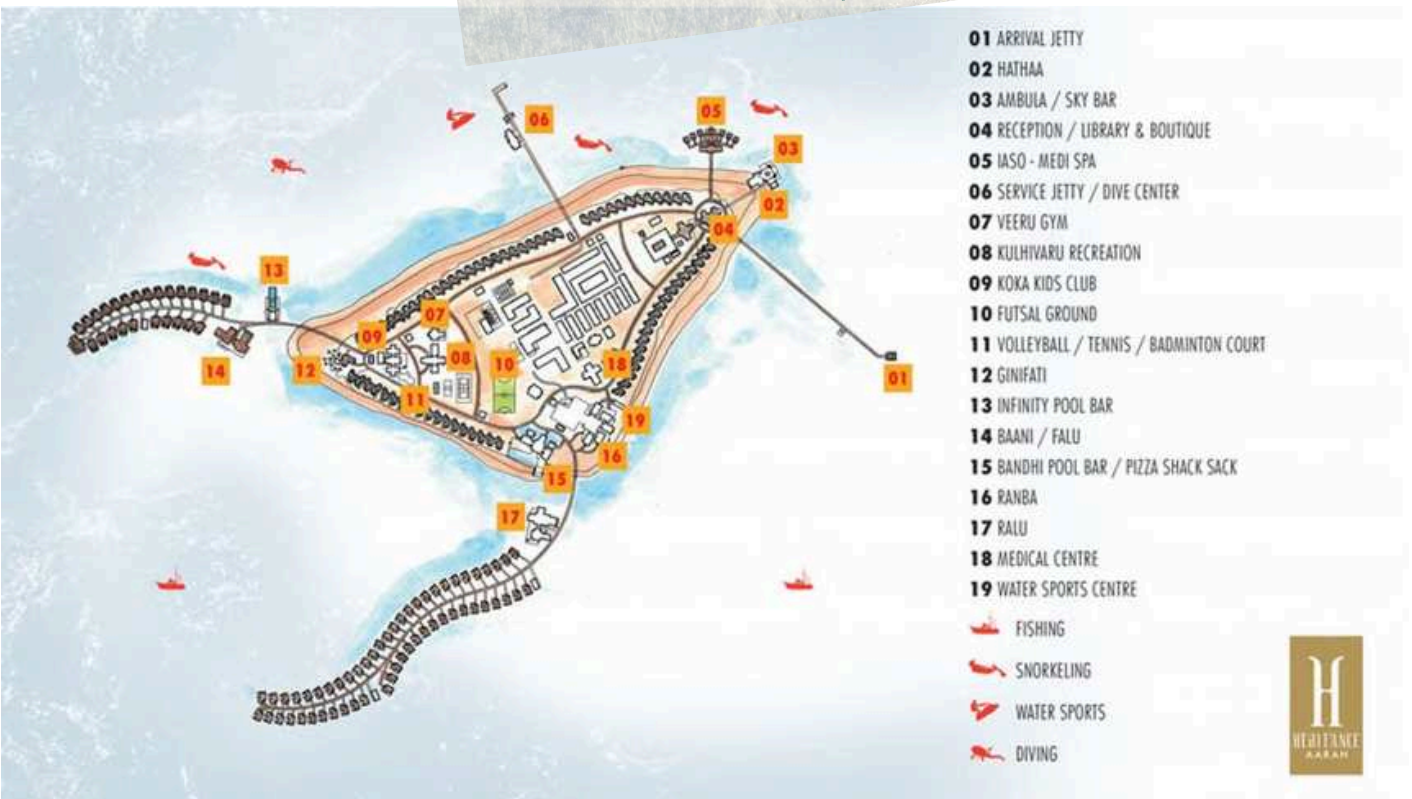 01 ARRIVAL JETTY
02 HATHAA
03 AMBULA / SKY BAR
04 RECEPTION / LIBRARY & BOUTIQUE
05 IASO - MEDI SPA
06 SERVICE JETTY / DIVE CENTER
07 VEERU GYM
08 KULHIVARU RECREATION
09 KOKA KIDS CLUB
10 FUTSAL GROUND
11 VOLLEYBALL / TENNIS / BADMINTON COURT
12 GINIFATI
13 INFINITY POOL BAR
14 BAANI / FALU
15 BANDHI POOL BAR / PIZZA SHACK SACK
16 RANBA
17 RALU
18 MEDICAL CENTRE
19 WATER SPORTS CENTRE
FISHING
SNORKELING
WATER SPORTS
DIVING
H
HERITANCE
AARAH
06
05
03
02
04
13
07
09
08
10
18
14
12
11
01
19
16
15
17